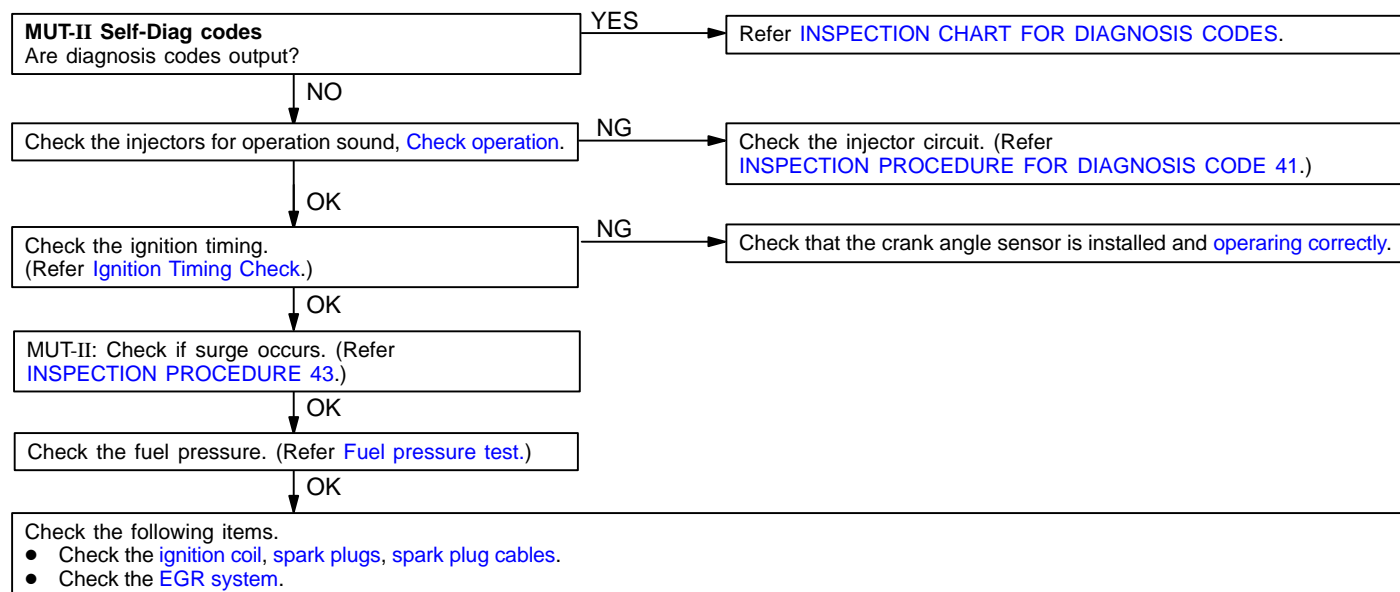 MUT-II Self-Diag codes
Are diagnosis codes output?
YES
Refer INSPECTION CHART FOR DIAGNOSIS CODES.
NO
Check the injectors for operation sound, Check operation.
NG
Check the injector circuit. (Refer
INSPECTION PROCEDURE FOR DIAGNOSIS CODE 41.)
OK
Check the ignition timing.
(Refer Ignition Timing Check.)
NG
Check that the crank angle sensor is installed and operaring correctly.
OK
MUT-II: Check if surge occurs. (Refer
INSPECTION PROCEDURE 43.)
OK
Check the fuel pressure. (Refer Fuel pressure test.)
OK
Check the following items.
● Check the ignition coil, spark plugs, spark plug cables.
● Check the EGR system.